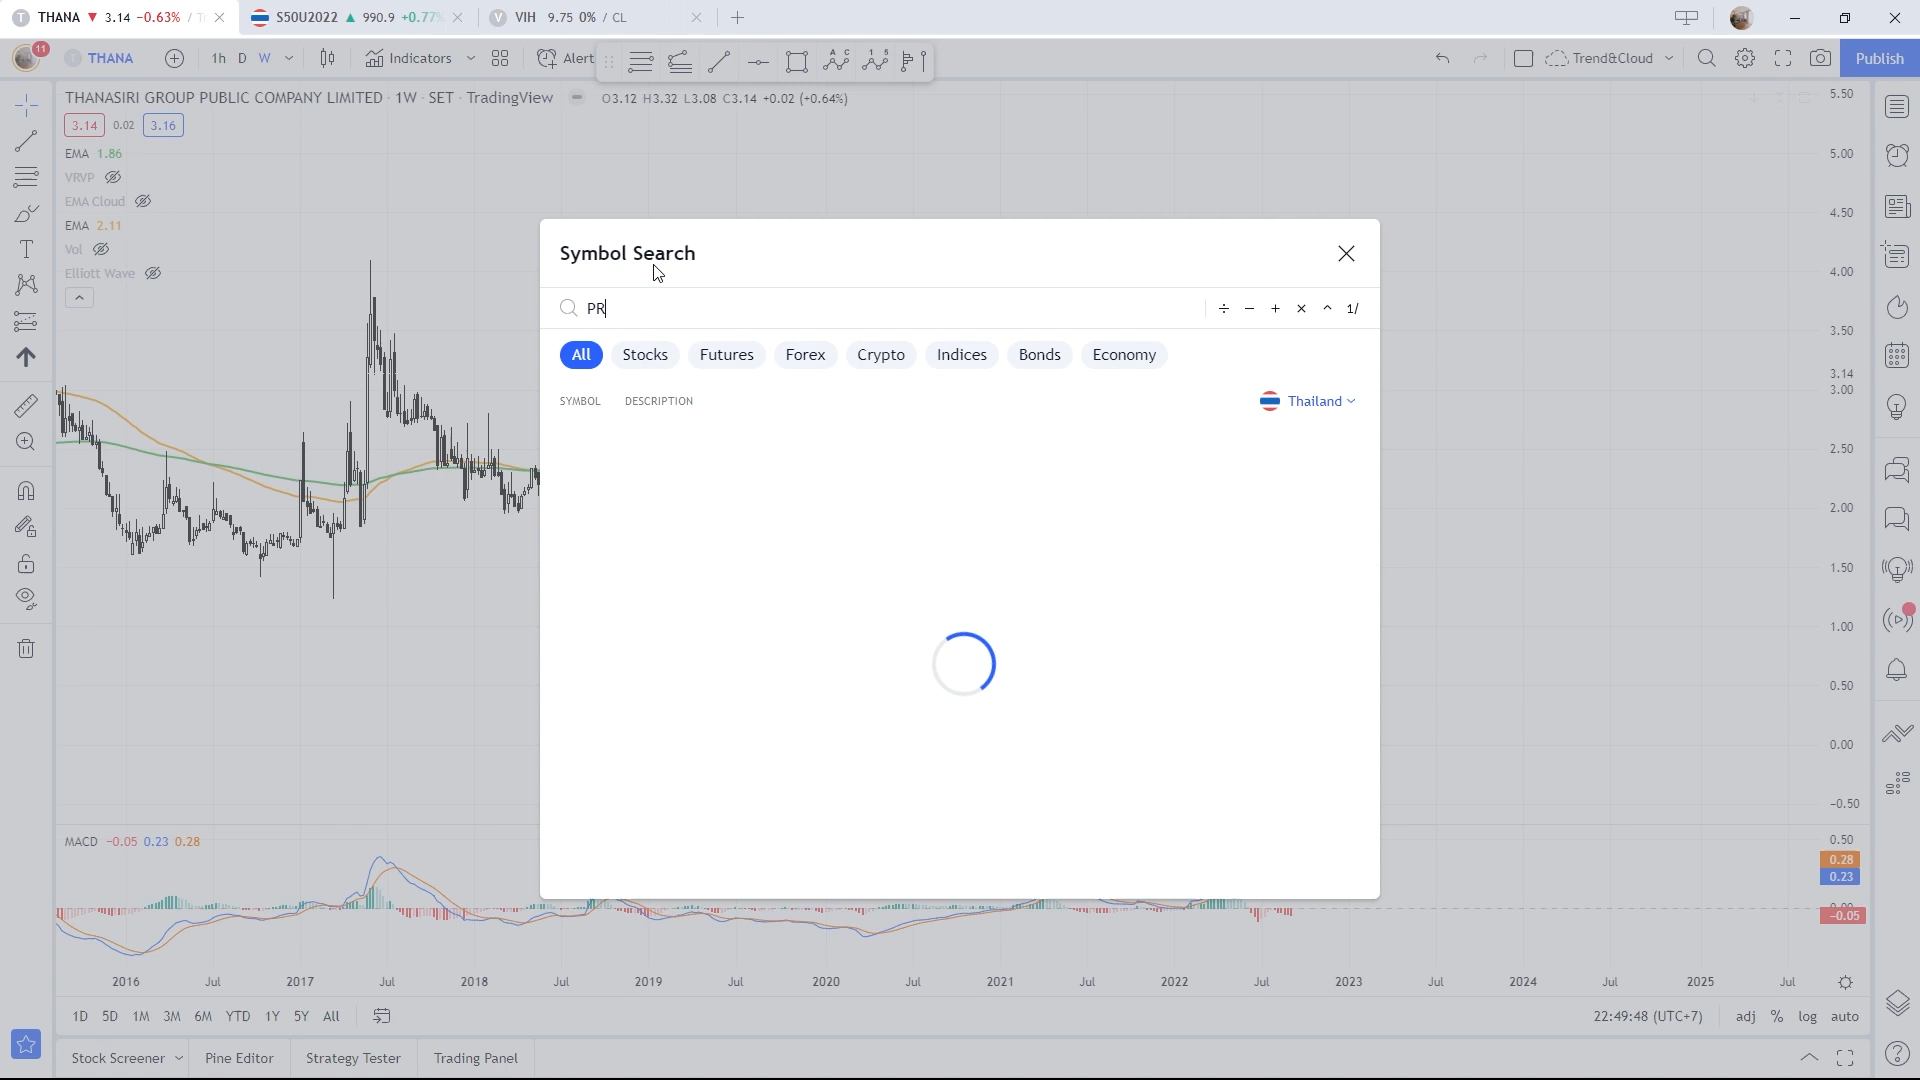 THANA ▼ 3.14 −0.63% /
S50U2022 ▲ 990.9 +0.77%
V VIH 9.75 0% / CL
11
T THANA
1h D W
Indicators
Alert
A C
1 5
Trend&Cloud
Publish
THANASIRI GROUP PUBLIC COMPANY LIMITED · 1W · SET · TradingView
O3.12 H3.32 L3.08 C3.14 +0.02 (+0.64%)
3.14 0.02 3.16
EMA 1.86
VRVP
EMA Cloud
EMA 2.11
Vol
Elliott Wave
Symbol Search
PR
÷ − + × ^ 1/
All Stocks Futures Forex Crypto Indices Bonds Economy
SYMBOL DESCRIPTION
Thailand
5.50
5.00
4.50
4.00
3.50
3.14
3.00
2.50
2.00
1.50
1.00
0.50
0.00
−0.50
MACD −0.05 0.23 0.28
0.50
0.28
0.23
−0.05
2016 Jul 2017 Jul 2018 Jul 2019 Jul 2020 Jul 2021 Jul 2022 Jul 2023 Jul 2024 Jul 2025 Jul
1D 5D 1M 3M 6M YTD 1Y 5Y All
22:49:48 (UTC+7) adj % log auto
Stock Screener Pine Editor Strategy Tester Trading Panel